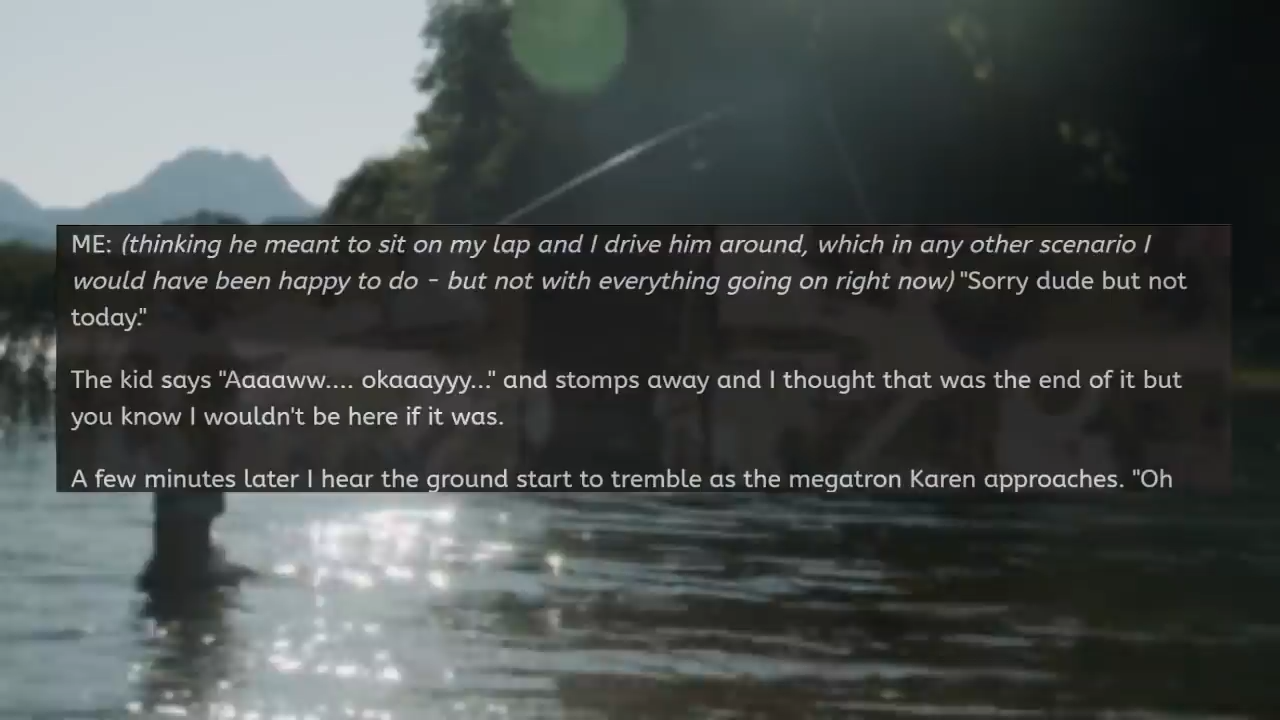 ME: (thinking he meant to sit on my lap and I drive him around, which in any other scenario I
would have been happy to do - but not with everything going on right now) "Sorry dude but not
today."
The kid says "Aaaaww.... okaaayyy..." and stomps away and I thought that was the end of it but
you know I wouldn't be here if it was.
A few minutes later I hear the ground start to tremble as the megatron Karen approaches. "Oh